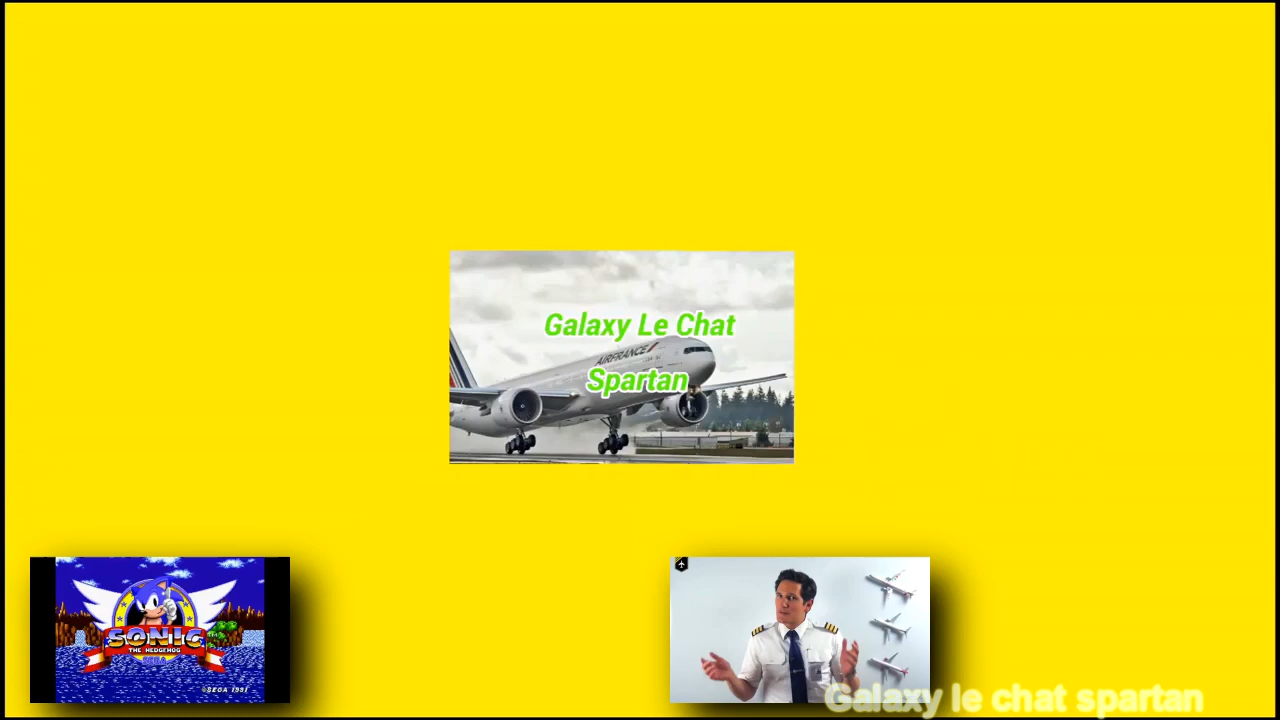 Galaxy Le Chat
AIRFRANCE
Spartan
SONIC
THE HEDGEHOG
SEGA
©SEGA 1991
Galaxy le chat spartan